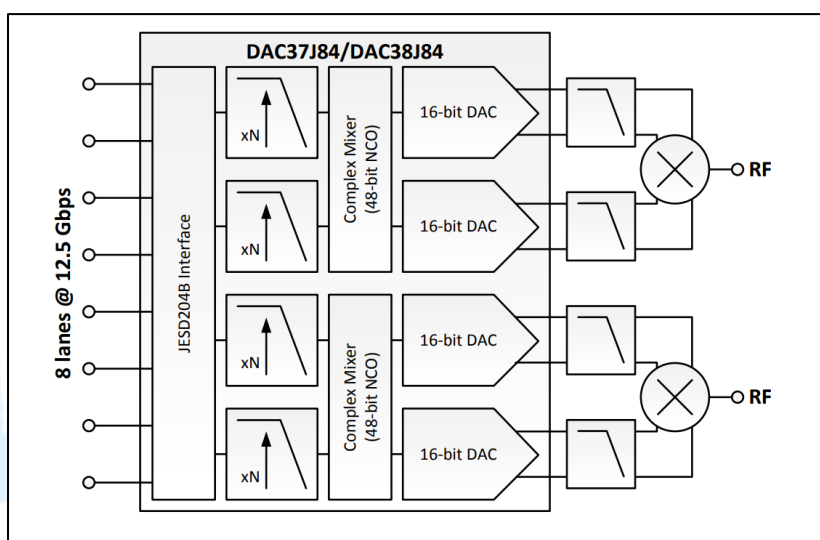 DAC37J84/DAC38J84
8 lanes @ 12.5 Gbps
JESD204B Interface
xN
xN
xN
xN
Complex Mixer
(48-bit NCO)
Complex Mixer
(48-bit NCO)
16-bit DAC
16-bit DAC
16-bit DAC
16-bit DAC
RF
RF